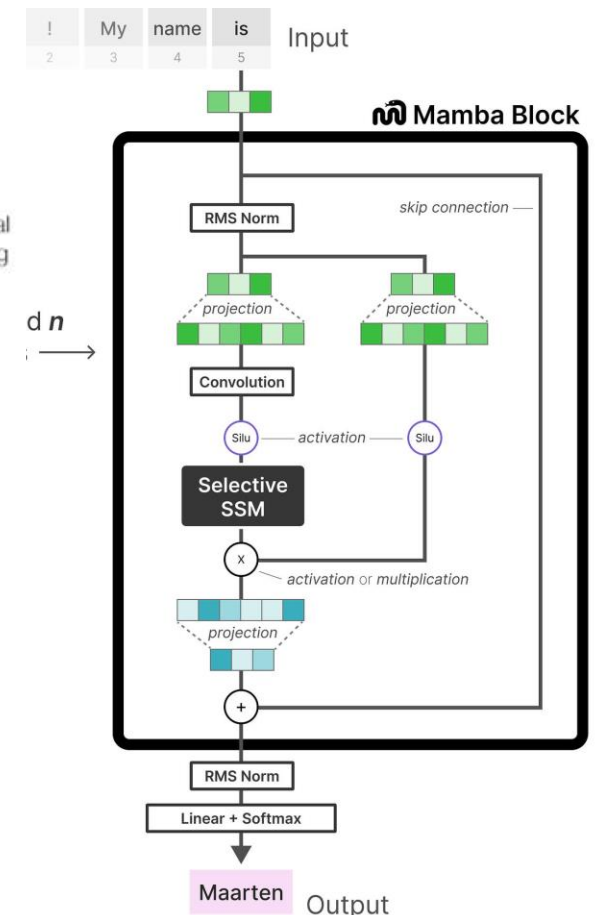 ! My name is
2 3 4 5
Input
Mamba Block
skip connection
RMS Norm
al
g
projection projection
d n
s
Convolution
Silu activation Silu
Selective
SSM
x
activation or multiplication
projection
+
RMS Norm
Linear + Softmax
Maarten
Output